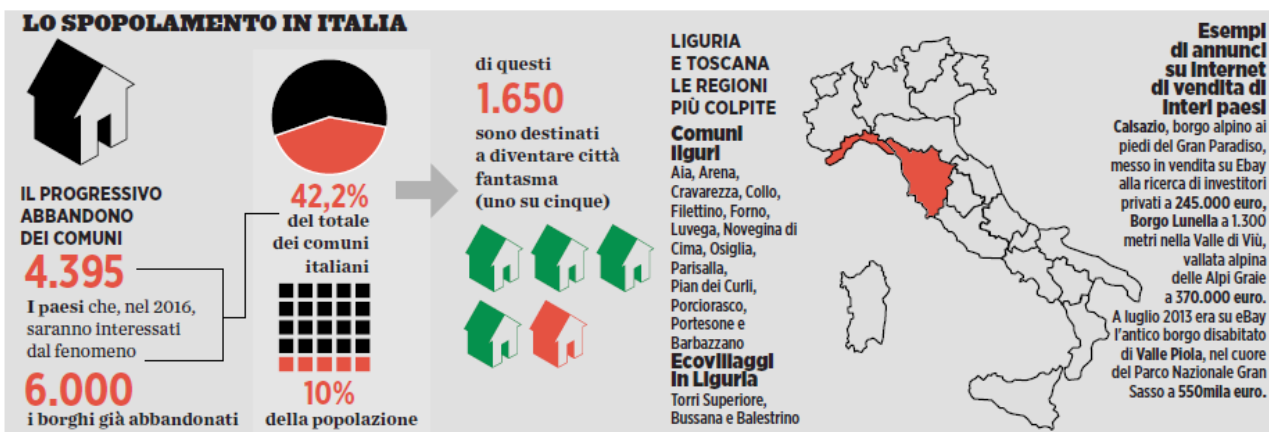 LO SPOPOLAMENTO IN ITALIA
IL PROGRESSIVO
ABBANDONO
DEI COMUNI
4.395
I paesi che, nel 2016,
saranno interessati
dal fenomeno
6.000
i borghi già abbandonati
42,2%
del totale
dei comuni
italiani
10%
della popolazione
di questi
1.650
sono destinati
a diventare città
fantasma
(uno su cinque)
LIGURIA
E TOSCANA
LE REGIONI
PIÙ COLPITE
Comuni
liguri
Aia, Arena,
Cravarezza, Collo,
Filettino, Forno,
Luvega, Novegina di
Cima, Osiglia,
Parisalla,
Pian dei Curli,
Porciorasco,
Portesone e
Barbazzano
Ecovillaggi
in Liguria
Torri Superiore,
Bussana e Balestrino
Esempi
di annunci
su internet
di vendita di
interi paesi
Calsazio, borgo alpino ai
piedi del Gran Paradiso,
messo in vendita su Ebay
alla ricerca di investitori
privati a 245.000 euro,
Borgo Lunella a 1.300
metri nella Valle di Viù,
vallata alpina
delle Alpi Graie
a 370.000 euro.
A luglio 2013 era su eBay
l'antico borgo disabitato
di Valle Piola, nel cuore
del Parco Nazionale Gran
Sasso a 550mila euro.